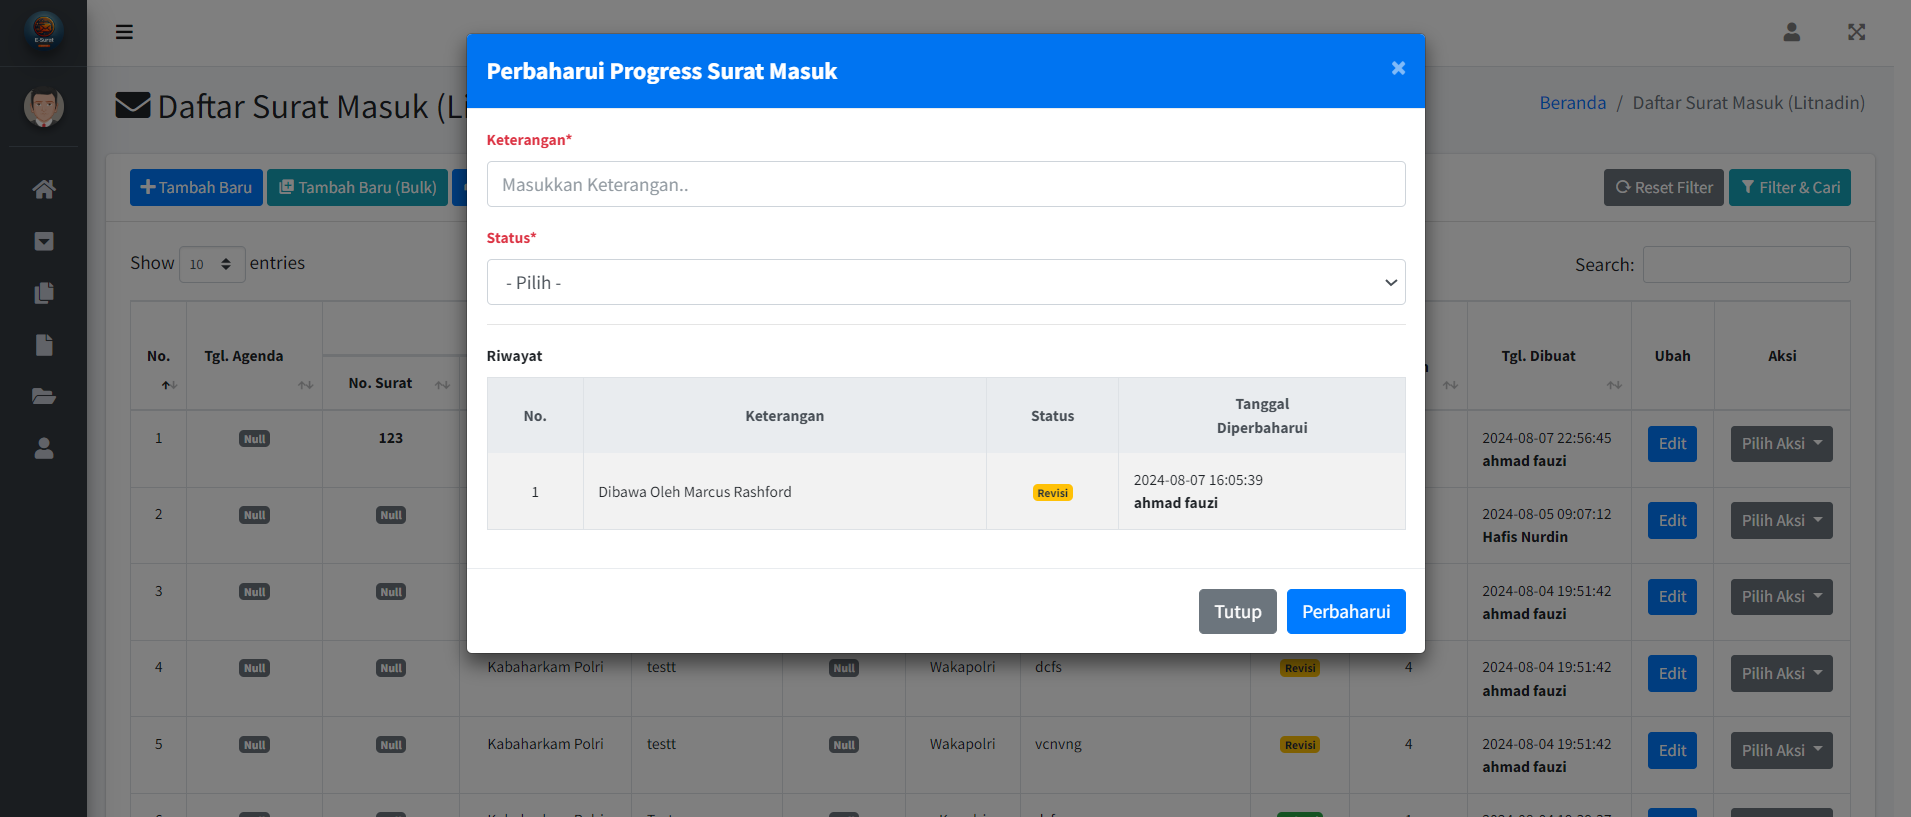 E-Surat
Daftar Surat Masuk
Beranda / Daftar Surat Masuk (Litnadin)
Tambah Baru
Tambah Baru (Bulk)
Reset Filter
Filter & Cari
Show 10 entries
Search:
No.
Tgl. Agenda
No. Surat
Tgl. Dibuat
Ubah
Aksi
1 Null 123 2024-08-07 22:56:45 Edit Pilih Aksi
ahmad fauzi
2 Null Null 2024-08-05 09:07:12 Edit Pilih Aksi
Hafis Nurdin
3 Null Null 2024-08-04 19:51:42 Edit Pilih Aksi
ahmad fauzi
4 Null Null Kabaharkam Polri testt Null Wakapolri dcfs Revisi 4 2024-08-04 19:51:42 Edit Pilih Aksi
ahmad fauzi
5 Null Null Kabaharkam Polri testt Null Wakapolri vcnvng Revisi 4 2024-08-04 19:51:42 Edit Pilih Aksi
ahmad fauzi
Perbaharui Progress Surat Masuk
×
Keterangan*
Masukkan Keterangan..
Status*
- Pilih -
Riwayat
No.
Keterangan
Status
Tanggal
Diperbaharui
1 Dibawa Oleh Marcus Rashford Revisi 2024-08-07 16:05:39
ahmad fauzi
Tutup
Perbaharui